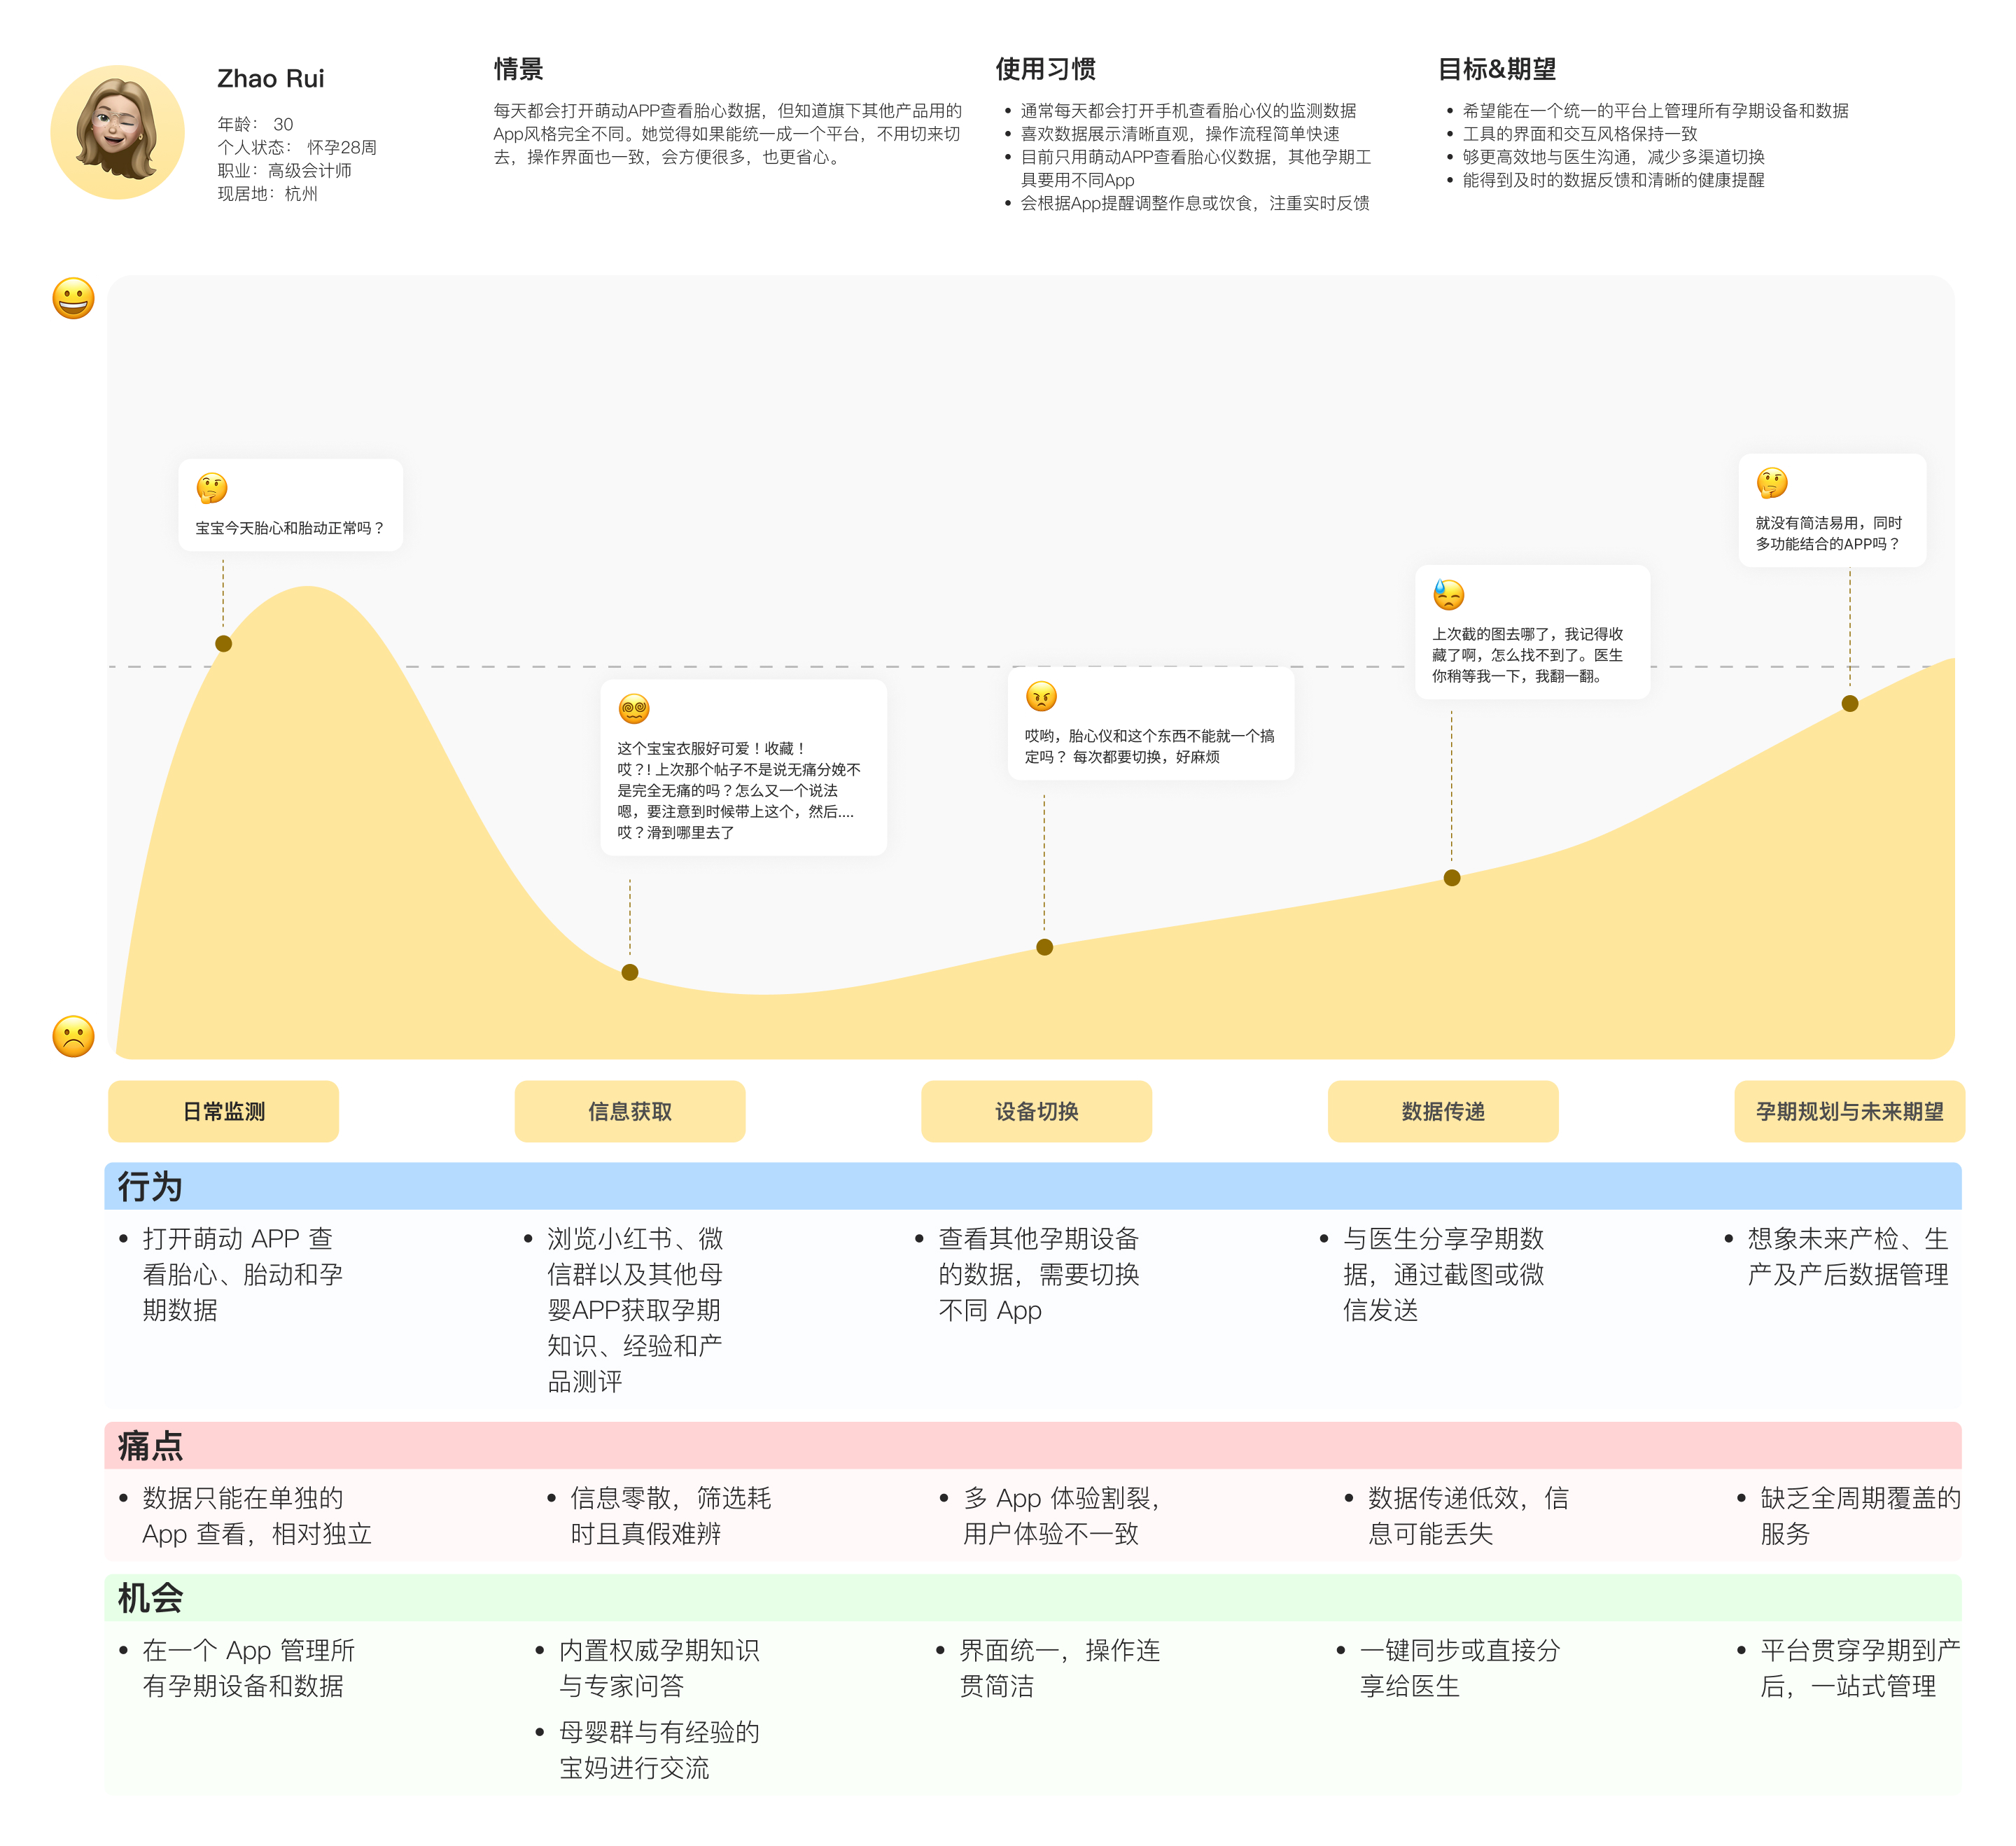 Zhao Rui
年龄： 30
个人状态： 怀孕28周
职业：高级会计师
现居地：杭州
情景
每天都会打开萌动APP查看胎心数据，但知道旗下其他产品用的
App风格完全不同。她觉得如果能统一成一个平台，不用切来切
去，操作界面也一致，会方便很多，也更省心。
使用习惯
• 通常每天都会打开手机查看胎心仪的监测数据
• 喜欢数据展示清晰直观，操作流程简单快速
• 目前只用萌动APP查看胎心仪数据，其他孕期工
具要用不同App
• 会根据App提醒调整作息或饮食，注重实时反馈
目标&期望
• 希望能在一个统一的平台上管理所有孕期设备和数据
• 工具的界面和交互风格保持一致
• 够更高效地与医生沟通，减少多渠道切换
• 能得到及时的数据反馈和清晰的健康提醒
宝宝今天胎心和胎动正常吗？
这个宝宝衣服好可爱！收藏！
哎？! 上次那个帖子不是说无痛分娩不
是完全无痛的吗？怎么又一个说法
嗯，要注意到时候带上这个，然后....
哎？滑到哪里去了
哎哟，胎心仪和这个东西不能就一个搞
定吗？ 每次都要切换，好麻烦
上次截的图去哪了，我记得收
藏了啊，怎么找不到了。医生
你稍等我一下，我翻一翻。
就没有简洁易用，同时
多功能结合的APP吗？
日常监测
信息获取
设备切换
数据传递
孕期规划与未来期望
行为
• 打开萌动 APP 查
看胎心、胎动和孕
期数据
• 浏览小红书、微
信群以及其他母
婴APP获取孕期
知识、经验和产
品测评
• 查看其他孕期设备
的数据，需要切换
不同 App
• 与医生分享孕期数
据，通过截图或微
信发送
• 想象未来产检、生
产及产后数据管理
痛点
• 数据只能在单独的
App 查看，相对独立
• 信息零散，筛选耗
时且真假难辨
• 多 App 体验割裂，
用户体验不一致
• 数据传递低效，信
息可能丢失
• 缺乏全周期覆盖的
服务
机会
• 在一个 App 管理所
有孕期设备和数据
• 内置权威孕期知识
与专家问答
• 母婴群与有经验的
宝妈进行交流
• 界面统一，操作连
贯简洁
• 一键同步或直接分
享给医生
• 平台贯穿孕期到产
后，一站式管理